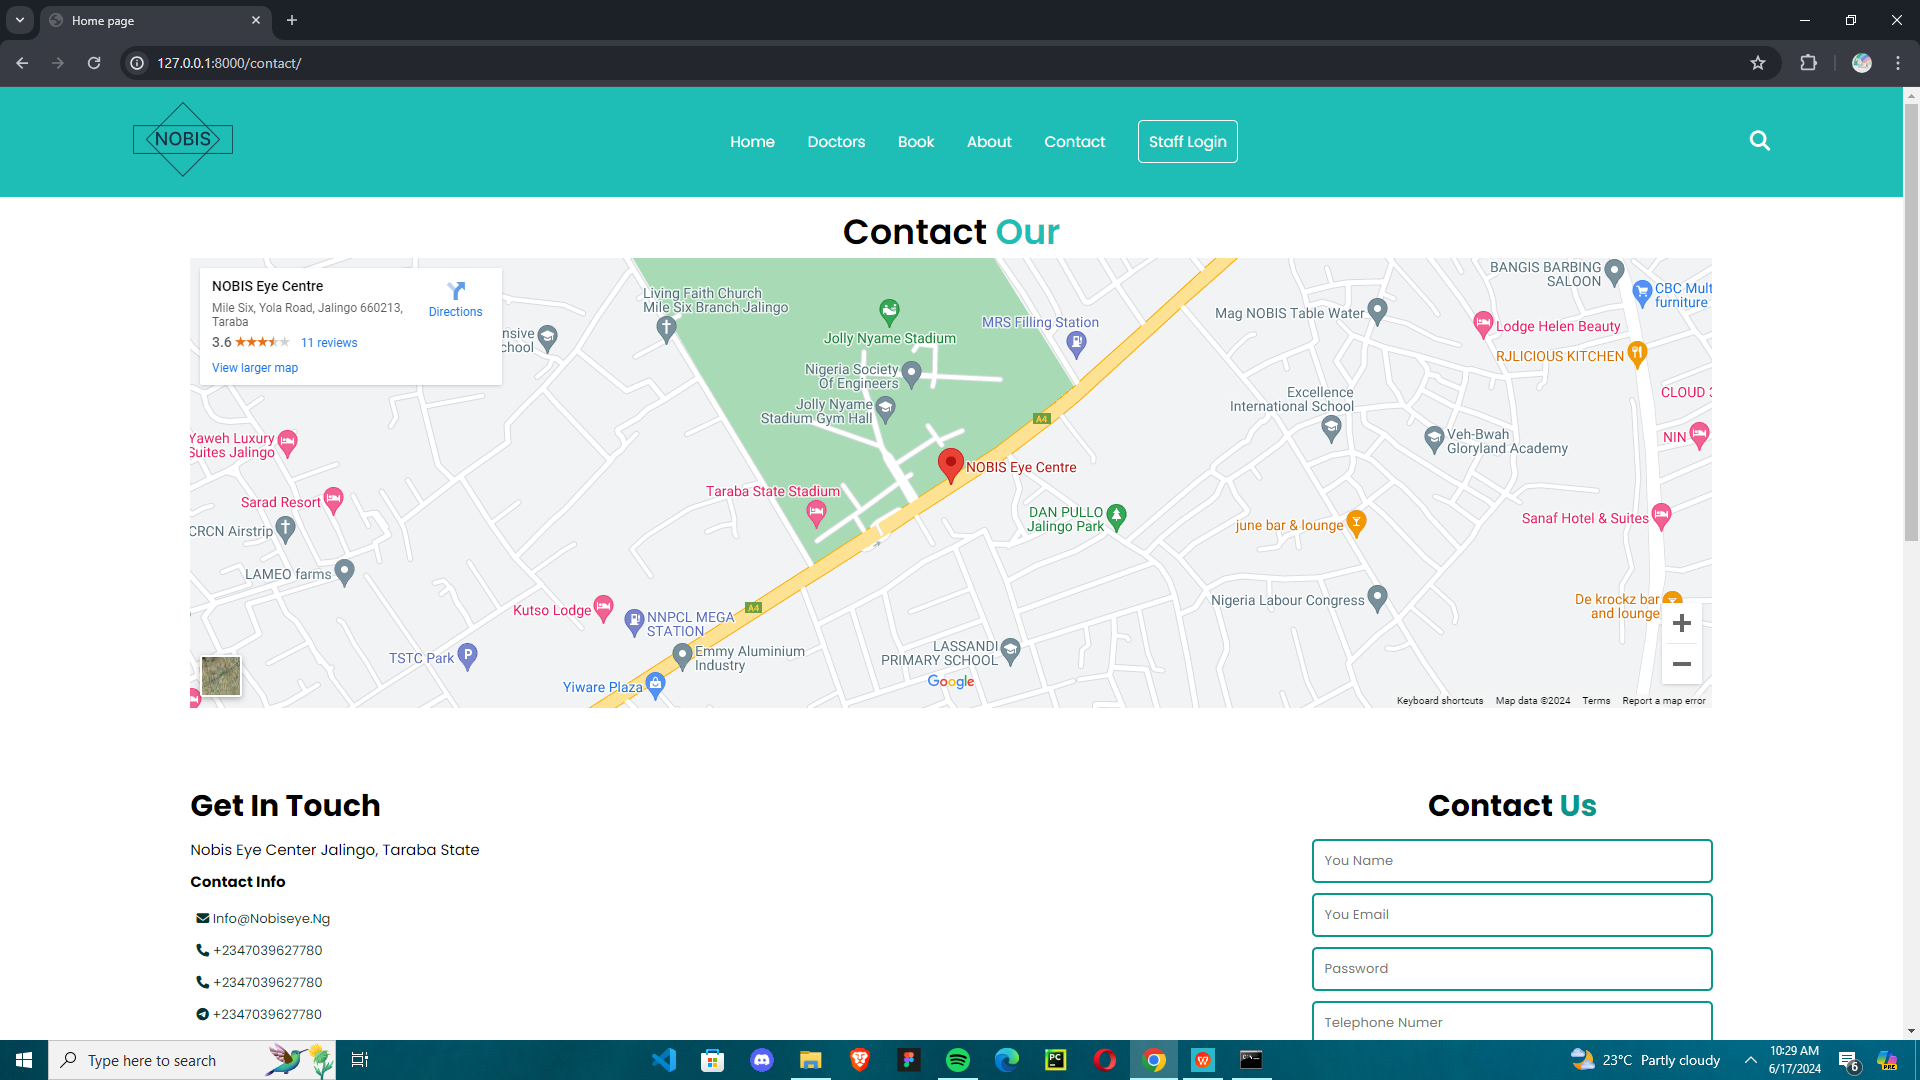 Home page
127.0.0.1:8000/contact/
NOBIS
Home
Doctors
Book
About
Contact
Staff Login
Contact Our
NOBIS Eye Centre
Mile Six, Yola Road, Jalingo 660213,
Taraba
3.6
11 reviews
View larger map
Directions
nsive
chool
Living Faith Church
Mile Six Branch Jalingo
Jolly Nyame Stadium
MRS Filling Station
Nigeria Society
Of Engineers
Jolly Nyame
Stadium Gym Hall
A4
NOBIS Eye Centre
Taraba State Stadium
DAN PULLO
Jalingo Park
BANGIS BARBING
SALOON
CBC Mult
furniture
Mag NOBIS Table Water
Lodge Helen Beauty
RJLICIOUS KITCHEN
Excellence
International School
CLOUD 3
Veh-Bwah
Gloryland Academy
NIN
Yaweh Luxury
Suites Jalingo
Sarad Resort
CRCN Airstrip
LAMEO farms
june bar & lounge
Sanaf Hotel & Suites
Kutso Lodge
NNPCL MEGA
STATION
A4
Emmy Aluminium
Industry
TSTC Park
P
Yiware Plaza
LASSANDI
PRIMARY SCHOOL
Nigeria Labour Congress
De krockz bar
and lounge
Google
Keyboard shortcuts
Map data ©2024
Terms
Report a map error
Get In Touch
Nobis Eye Center Jalingo, Taraba State
Contact Info
Info@Nobiseye.Ng
+2347039627780
+2347039627780
+2347039627780
Contact Us
You Name
You Email
Password
Telephone Numer
Type here to search
PC
W
23°C Partly cloudy
10:29 AM
6/17/2024
6
PRE